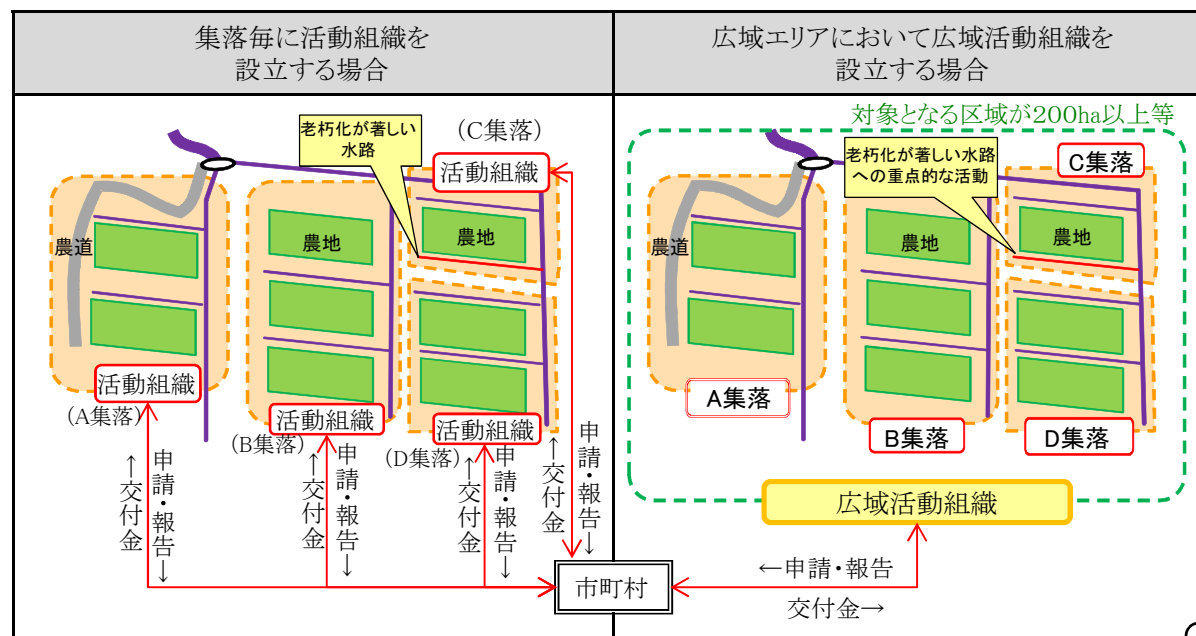 集落毎に活動組織を
設立する場合
広域エリアにおいて広域活動組織を
設立する場合
老朽化が著しい
水路
(C集落)
活動組織
農道
農地
農地
活動組織
(A集落)
活動組織
(B集落)
活動組織
(D集落)
←交付金
申請・報告→
←交付金
申請・報告→
←交付金
申請・報告→
←交付金
申請・報告→
市町村
対象となる区域が200ha以上等
老朽化が著しい水路
への重点的な活動
C集落
農道
農地
農地
A集落
B集落
D集落
広域活動組織
←申請・報告
交付金→